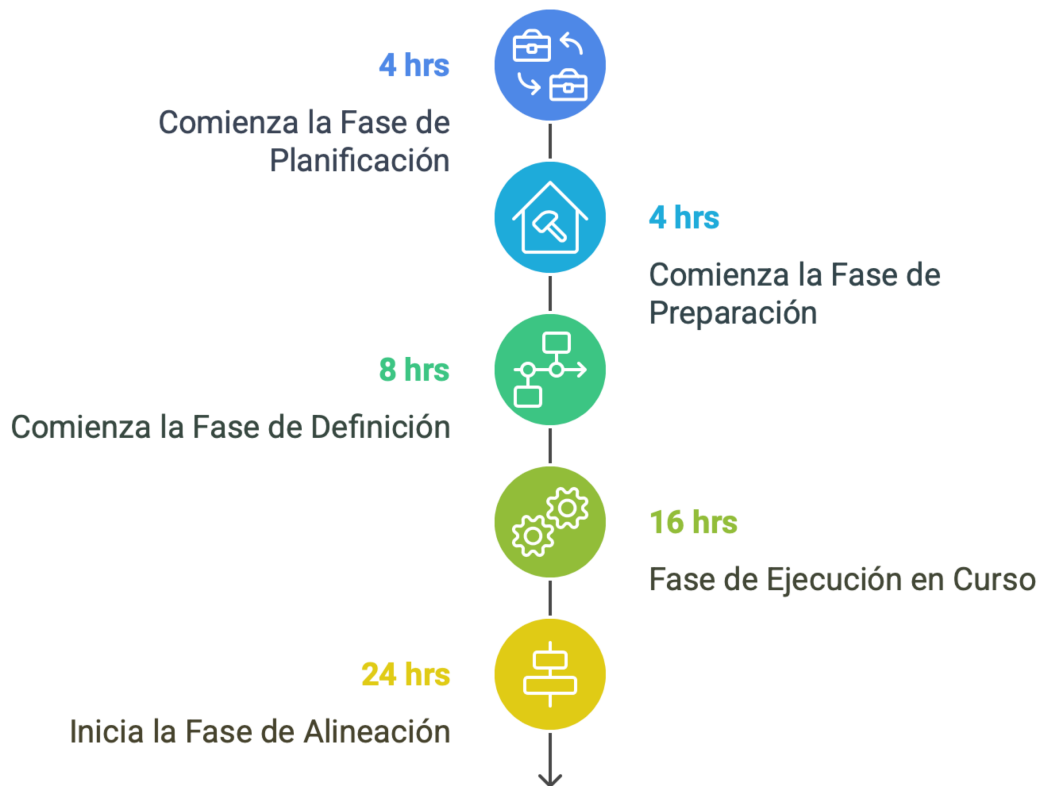 4 hrs
Comienza la Fase de
Planificación
4 hrs
Comienza la Fase de
Preparación
8 hrs
Comienza la Fase de Definición
16 hrs
Fase de Ejecución en Curso
24 hrs
Inicia la Fase de Alineación